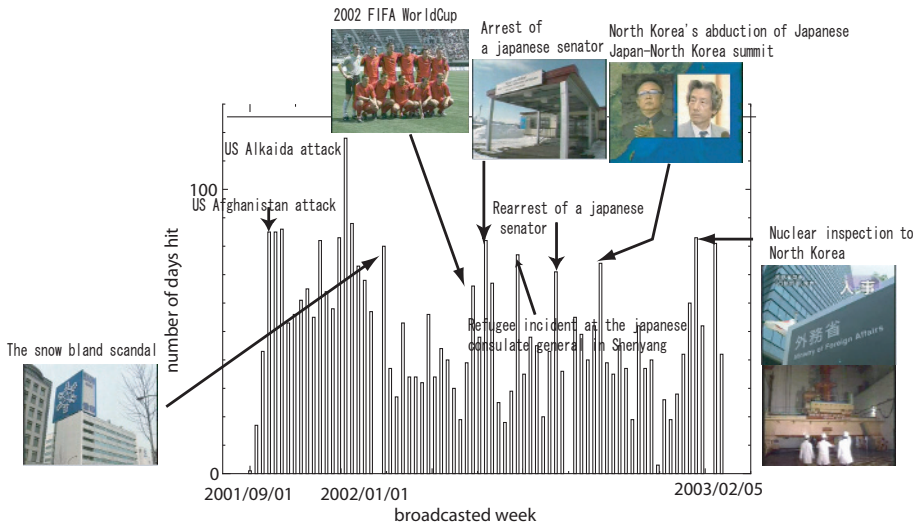 2002 FIFA WorldCup
Arrest of
a japanese senator
North Korea's abduction of Japanese
Japan-North Korea summit
US Alkaida attack
100
US Afghanistan attack
Rearrest of a japanese
senator
Nuclear inspection to
North Korea
number of days hit
Refugee incident at the japanese
consulate general in Shenyang
The snow bland scandal
外務省
Ministry of Foreign Affairs
0
2001/09/01
2002/01/01
2003/02/05
broadcasted week